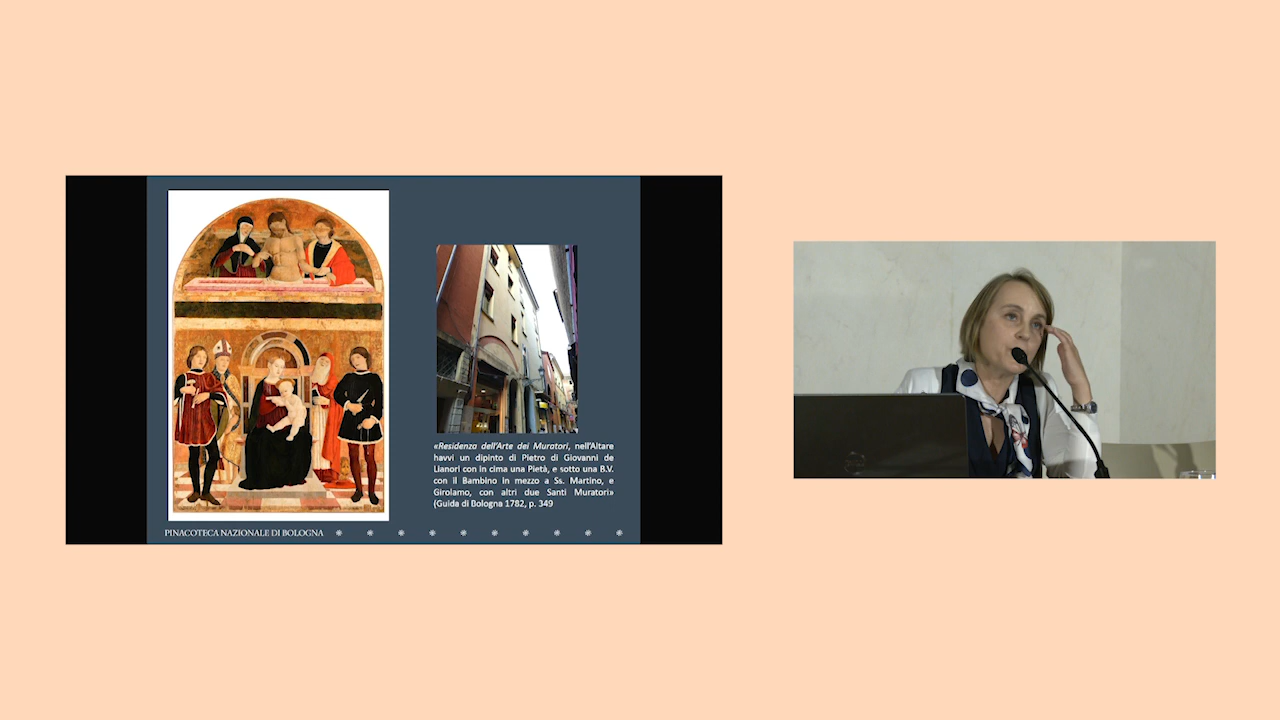 «Residenza dell'Arte dei Muratori, nell'Altare
havvi un dipinto di Pietro di Giovanni de
Lianori con in cima una Pietà, e sotto una B.V.
con il Bambino in mezzo a Ss. Martino, e
Girolamo, con altri due Santi Muratori»
(Guida di Bologna 1782, p. 349
PINACOTECA NAZIONALE DI BOLOGNA